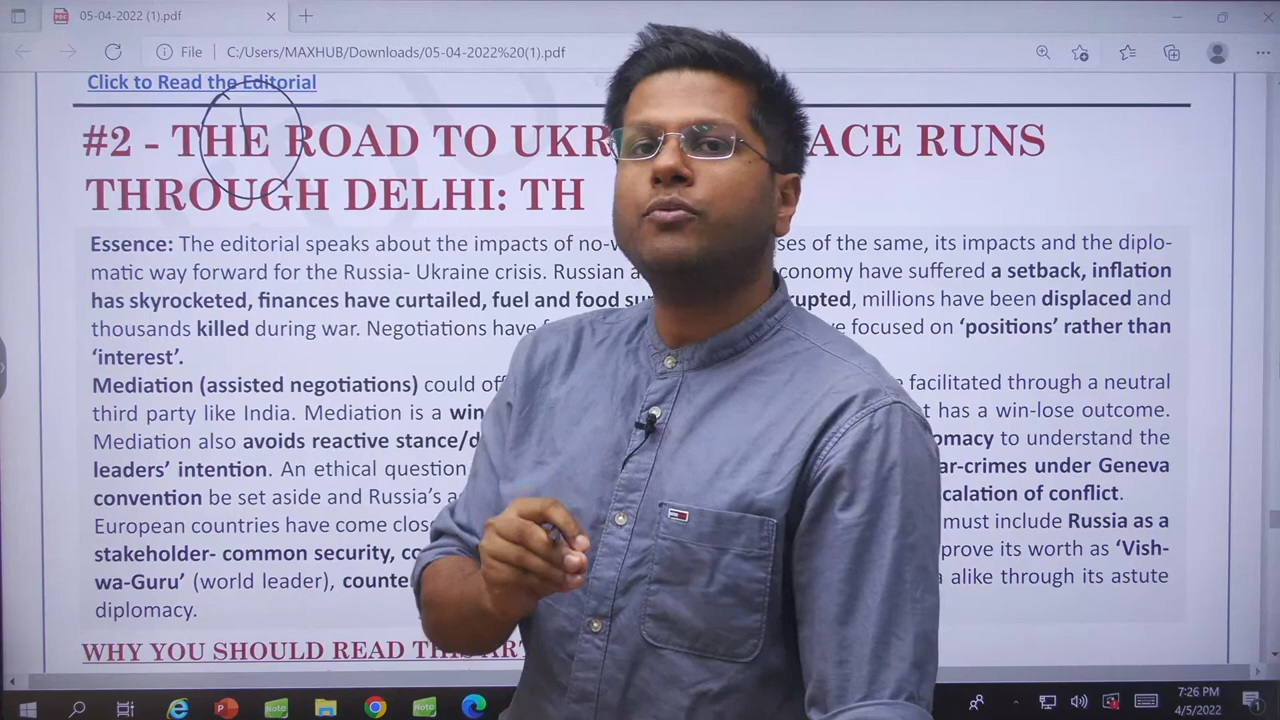 05-04-2022 (1).pdf
File C:/Users/MAXHUB/Downloads/05-04-2022%20(1).pdf
Click to Read the Editorial
#2 - THE ROAD TO UKR ACE RUNS
THROUGH DELHI: TH
Essence: The editorial speaks about the impacts of no-w ses of the same, its impacts and the diplo-
matic way forward for the Russia- Ukraine crisis. Russian a conomy have suffered a setback, inflation
has skyrocketed, finances have curtailed, fuel and food su rupted, millions have been displaced and
thousands killed during war. Negotiations have f ve focused on ‘positions’ rather than
‘interest’.
Mediation (assisted negotiations) could off e facilitated through a neutral
third party like India. Mediation is a win t has a win-lose outcome.
Mediation also avoids reactive stance/d omacy to understand the
leaders’ intention. An ethical question ar-crimes under Geneva
convention be set aside and Russia’s a calation of conflict.
European countries have come close must include Russia as a
stakeholder- common security, co prove its worth as ‘Vish-
wa-Guru’ (world leader), counte a alike through its astute
diplomacy.
WHY YOU SHOULD READ THIS ART
7:26 PM
4/5/2022